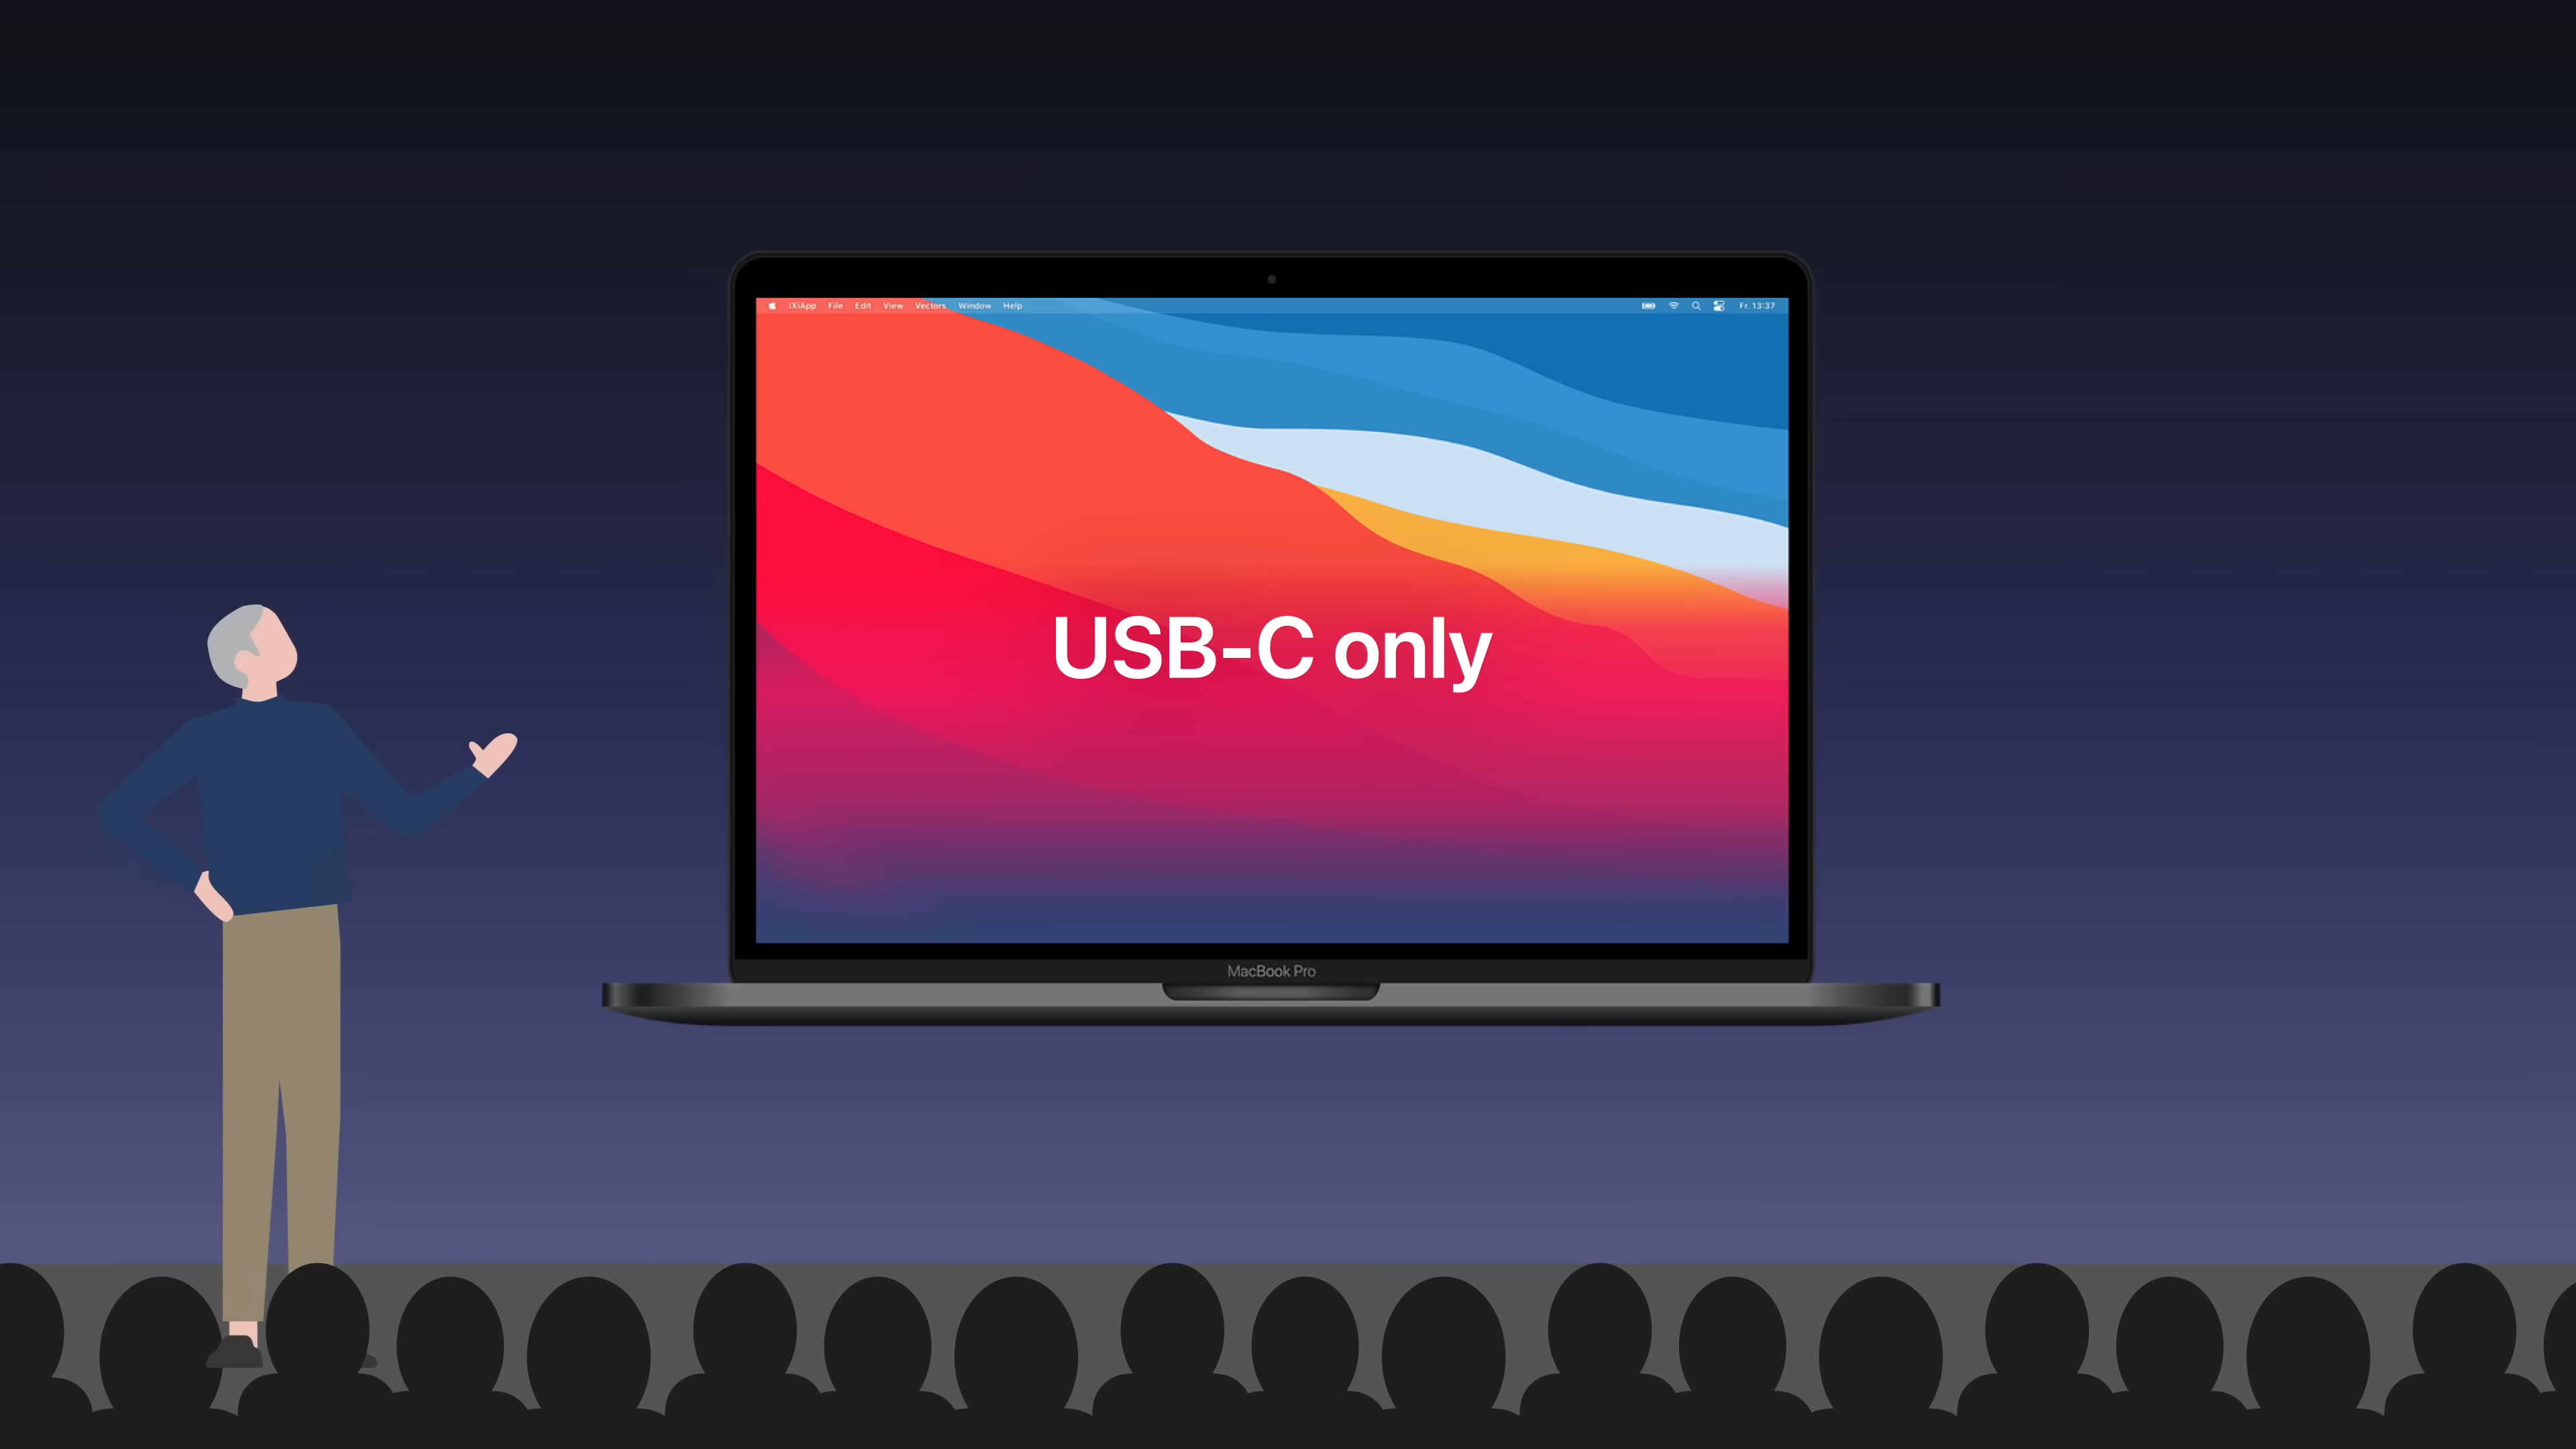 iXiApp File Edit View Vectors Window Help Fr. 13:37
USB-C only
MacBook Pro